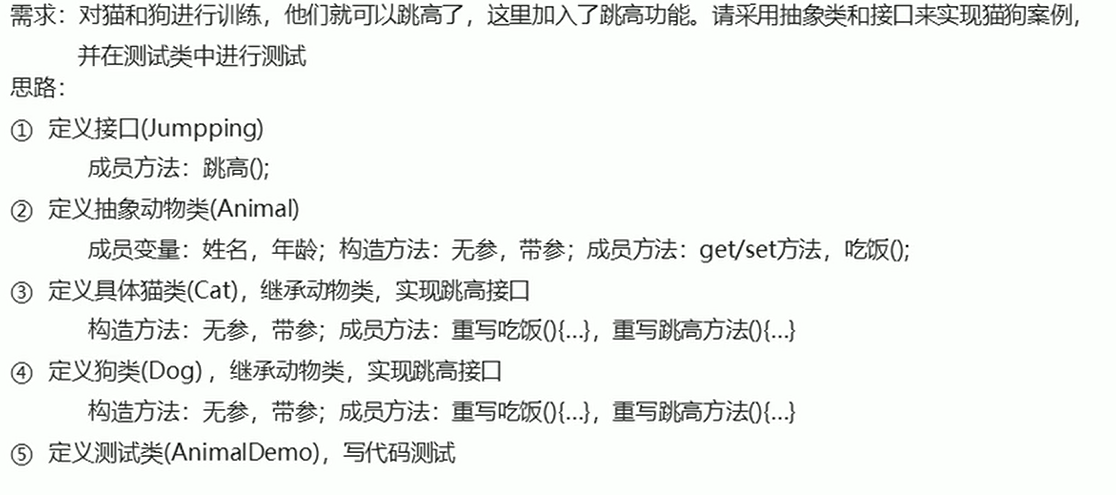 需求：对猫和狗进行训练，他们就可以跳高了，这里加入了跳高功能。请采用抽象类和接口来实现猫狗案例，
并在测试类中进行测试
思路：
① 定义接口(Jumpping)
成员方法：跳高();
② 定义抽象动物类(Animal)
成员变量：姓名，年龄；构造方法：无参，带参；成员方法：get/set方法，吃饭();
③ 定义具体猫类(Cat)，继承动物类，实现跳高接口
构造方法：无参，带参；成员方法：重写吃饭(){...}，重写跳高方法(){...}
④ 定义狗类(Dog)，继承动物类，实现跳高接口
构造方法：无参，带参；成员方法：重写吃饭(){...}，重写跳高方法(){...}
⑤ 定义测试类(AnimalDemo)，写代码测试